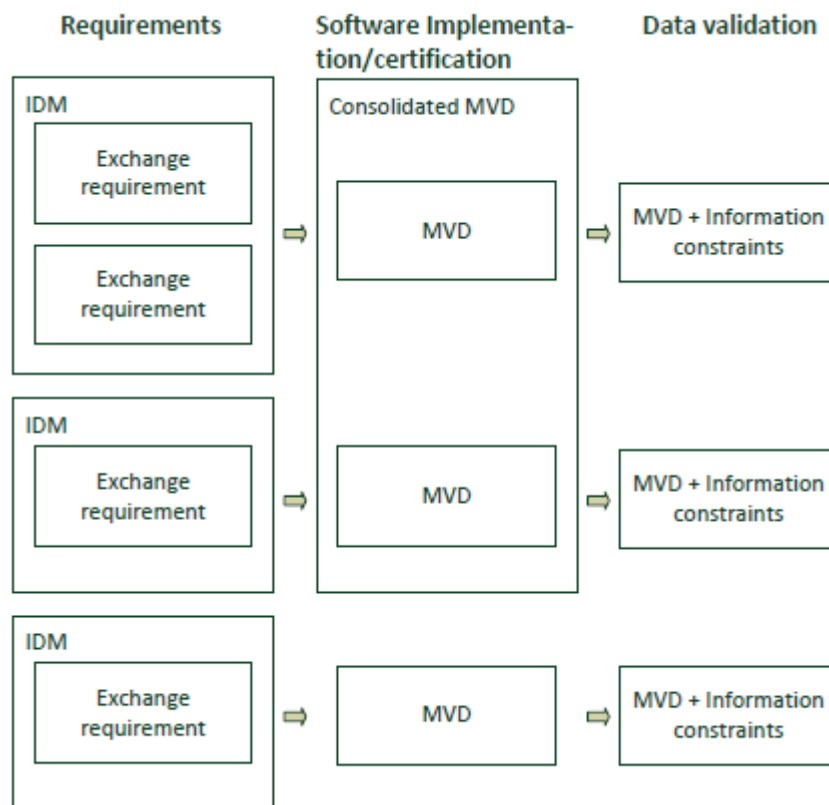 Requirements
Software Implementa-
tion/certification
Data validation
IDM
Exchange
requirement
Exchange
requirement
Consolidated MVD
MVD
MVD + Information
constraints
IDM
Exchange
requirement
MVD
MVD + Information
constraints
IDM
Exchange
requirement
MVD
MVD + Information
constraints